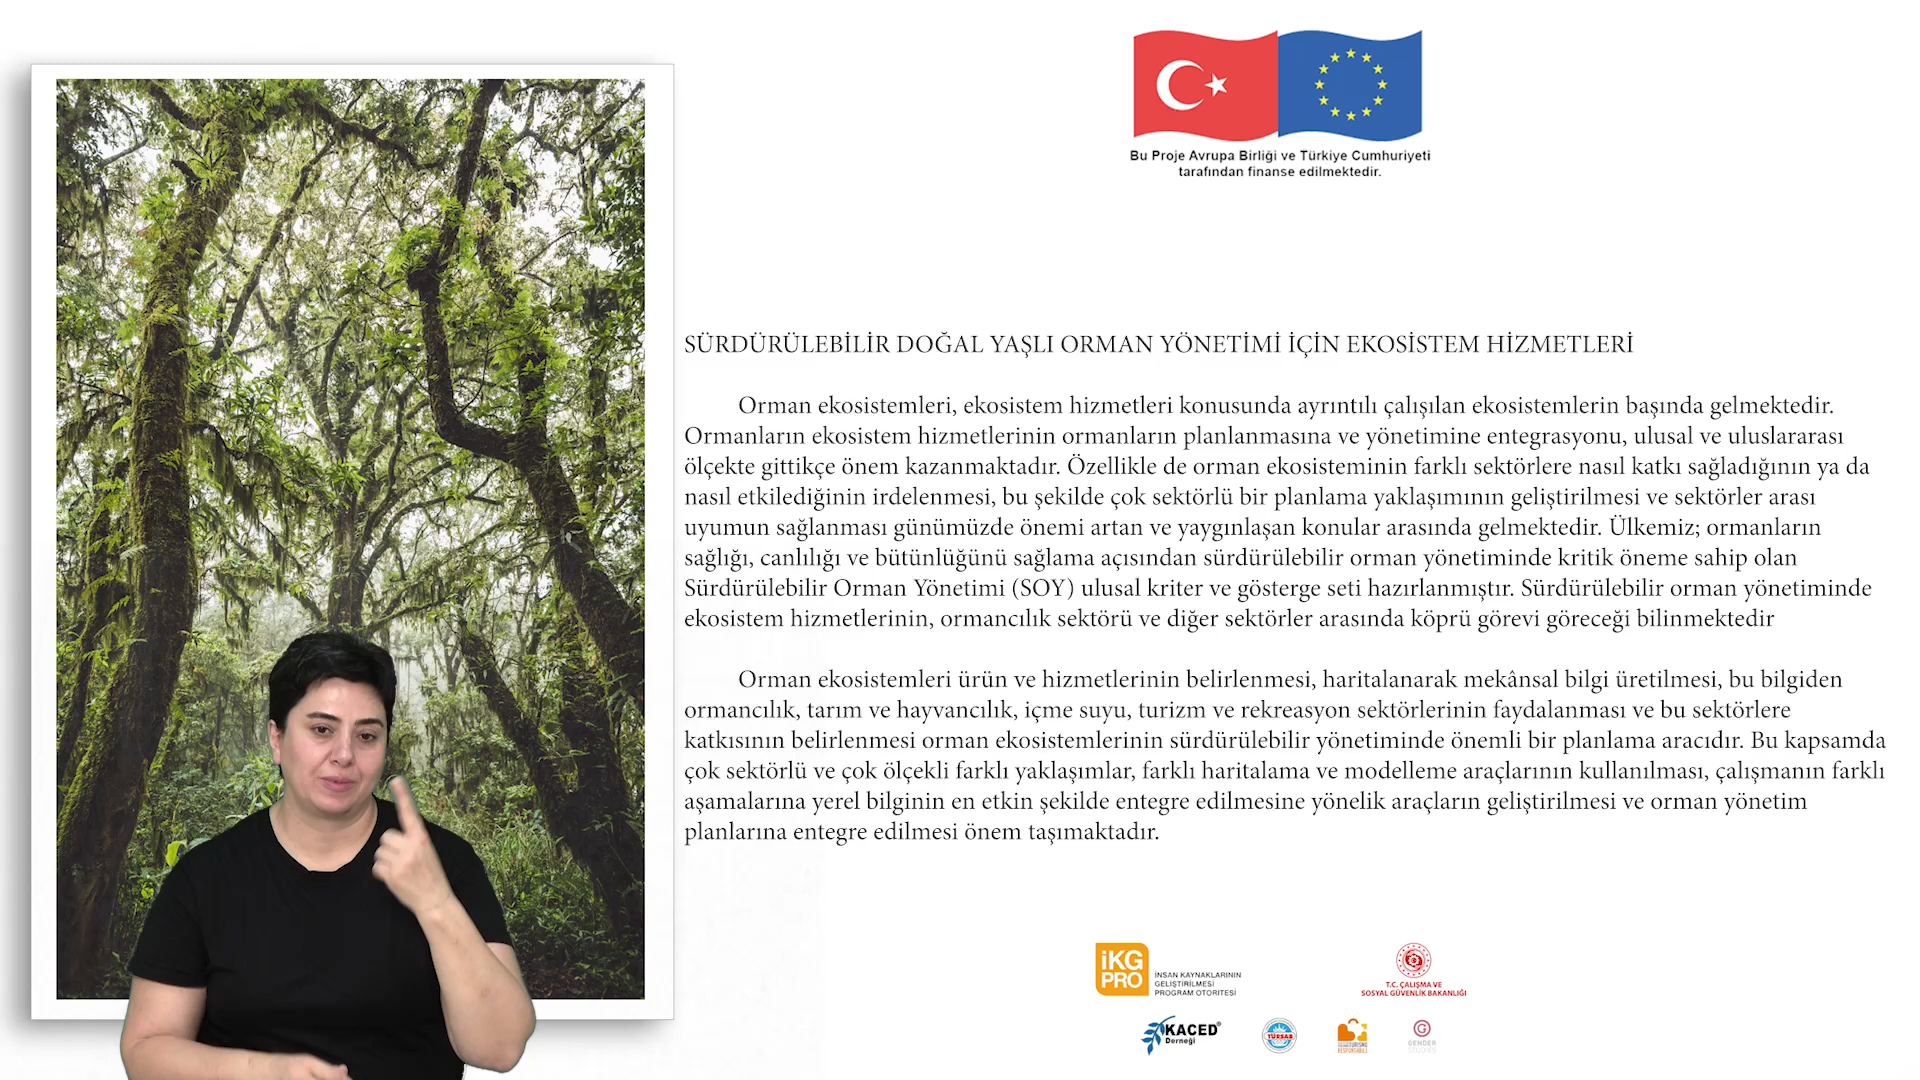 Bu Proje Avrupa Birliği ve Türkiye Cumhuriyeti
tarafından finanse edilmektedir.
SÜRDÜRÜLEBİLİR DOĞAL YAŞLI ORMAN YÖNETİMİ İÇİN EKOSİSTEM HİZMETLERİ
Orman ekosistemleri, ekosistem hizmetleri konusunda ayrıntılı çalışılan ekosistemlerin başında gelmektedir.
Ormanların ekosistem hizmetlerinin ormanların planlanmasına ve yönetimine entegrasyonu, ulusal ve uluslararası
ölçekte gittikçe önem kazanmaktadır. Özellikle de orman ekosisteminin farklı sektörlere nasıl katkı sağladığının ya da
nasıl etkilediğinin irdelenmesi, bu şekilde çok sektörlü bir planlama yaklaşımının geliştirilmesi ve sektörler arası
uyumun sağlanması günümüzde önemi artan ve yaygınlaşan konular arasında gelmektedir. Ülkemiz; ormanların
sağlığı, canlılığı ve bütünlüğünü sağlama açısından sürdürülebilir orman yönetiminde kritik öneme sahip olan
Sürdürülebilir Orman Yönetimi (SOY) ulusal kriter ve gösterge seti hazırlanmıştır. Sürdürülebilir orman yönetiminde
ekosistem hizmetlerinin, ormancılık sektörü ve diğer sektörler arasında köprü görevi göreceği bilinmektedir
Orman ekosistemleri ürün ve hizmetlerinin belirlenmesi, haritalanarak mekânsal bilgi üretilmesi, bu bilgiden
ormancılık, tarım ve hayvancılık, içme suyu, turizm ve rekreasyon sektörlerinin faydalanması ve bu sektörlere
katkısının belirlenmesi orman ekosistemlerinin sürdürülebilir yönetiminde önemli bir planlama aracıdır. Bu kapsamda
çok sektörlü ve çok ölçekli farklı yaklaşımlar, farklı haritalama ve modelleme araçlarının kullanılması, çalışmanın farklı
aşamalarına yerel bilginin en etkin şekilde entegre edilmesine yönelik araçların geliştirilmesi ve orman yönetim
planlarına entegre edilmesi önem taşımaktadır.
iKG
PRO
İNSAN KAYNAKLARININ
GELİŞTİRİLMESİ
PROGRAM OTORİTESİ
T.C. ÇALIŞMA VE
SOSYAL GÜVENLİK BAKANLIĞI
KACED®
Derneği
TÜRSAB
RESPONSABILE
G
GENDER
STUDIES